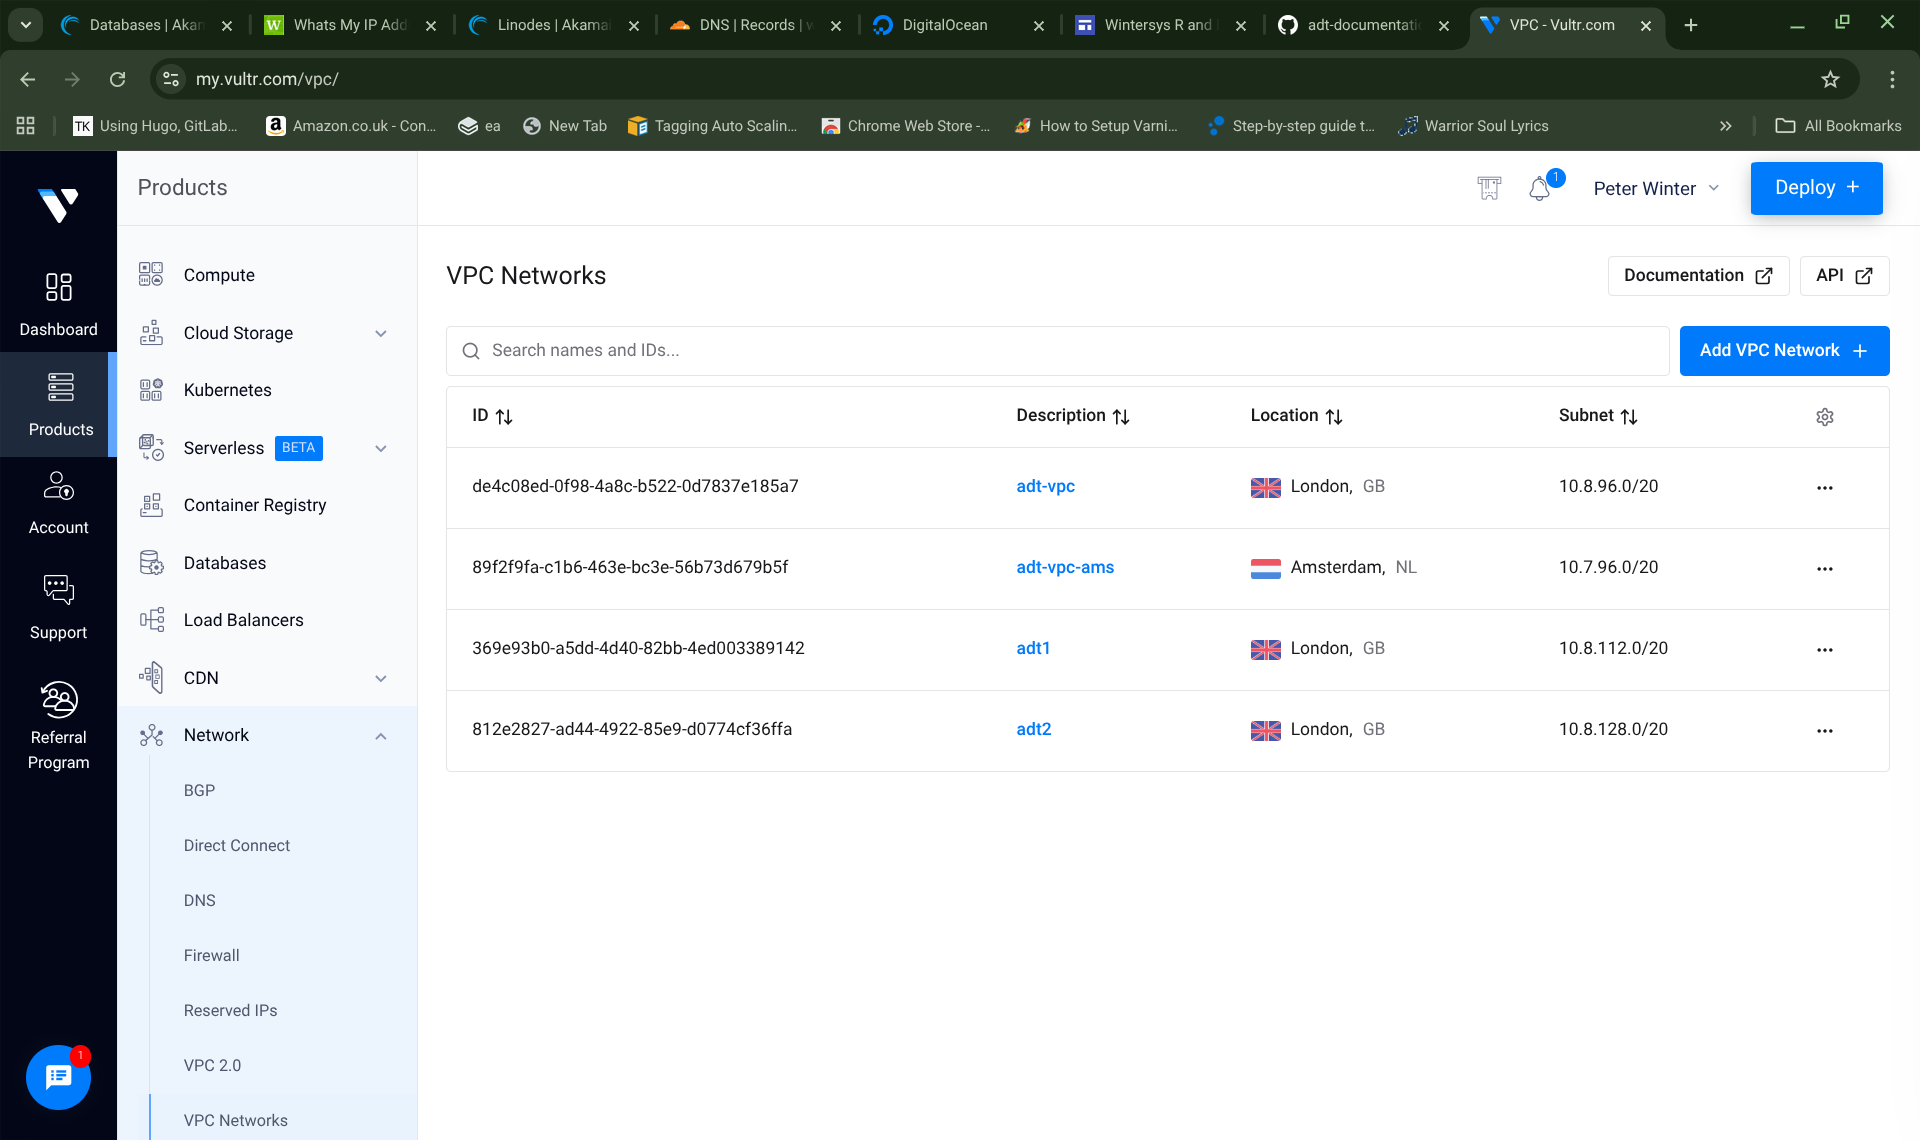 Databases | Akan
Whats My IP Add
Linodes | Akamai
DNS | Records | w
DigitalOcean
Wintersys R and
adt-documentatio
VPC - Vultr.com
my.vultr.com/vpc/
Using Hugo, GitLab...
Amazon.co.uk - Con...
ea
New Tab
Tagging Auto Scalin...
Chrome Web Store -...
How to Setup Varni...
Step-by-step guide t...
Warrior Soul Lyrics
All Bookmarks
Products
1
Peter Winter
Deploy +
Dashboard
Products
Account
Support
Referral
Program
1
Compute
Cloud Storage
Kubernetes
Serverless BETA
Container Registry
Databases
Load Balancers
CDN
Network
BGP
Direct Connect
DNS
Firewall
Reserved IPs
VPC 2.0
VPC Networks
VPC Networks
Documentation
API
Search names and IDs...
Add VPC Network +
ID Description Location Subnet
de4c08ed-0f98-4a8c-b522-0d7837e185a7 adt-vpc London, GB 10.8.96.0/20
89f2f9fa-c1b6-463e-bc3e-56b73d679b5f adt-vpc-ams Amsterdam, NL 10.7.96.0/20
369e93b0-a5dd-4d40-82bb-4ed003389142 adt1 London, GB 10.8.112.0/20
812e2827-ad44-4922-85e9-d0774cf36ffa adt2 London, GB 10.8.128.0/20